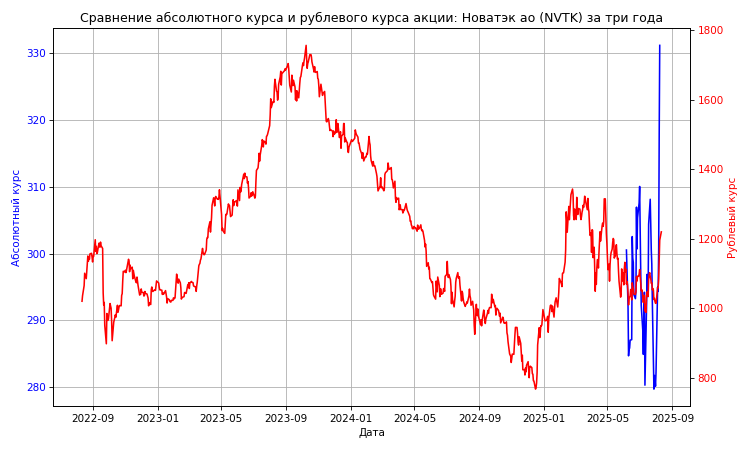 Сравнение абсолютного курса и рублевого курса акции: Новатэк ао (NVTK) за три года
Абсолютный курс
330
320
310
300
290
280
1800
1600
1400
1200
1000
800
Рублевый курс
2022-09 2023-01 2023-05 2023-09 2024-01 2024-05 2024-09 2025-01 2025-05 2025-09
Дата